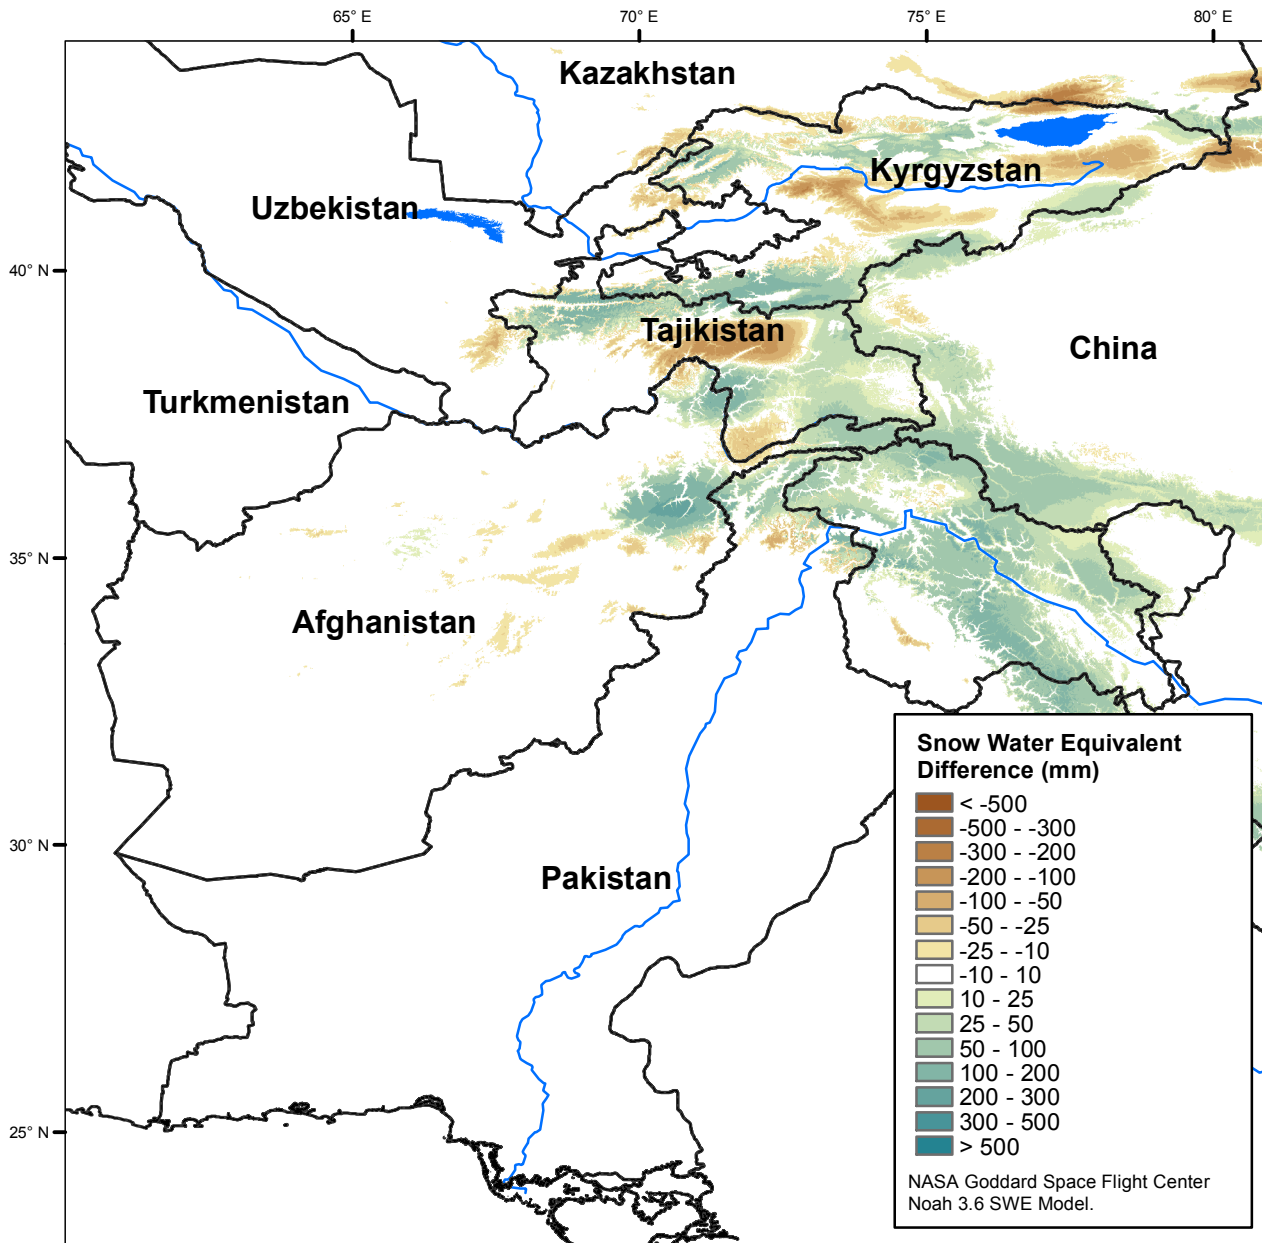 65° E
70° E
75° E
80° E
Kazakhstan
Kyrgyzstan
Uzbekistan
40° N
Tajikistan
China
Turkmenistan
35° N
Afghanistan
30° N
Pakistan
25° N
Snow Water Equivalent
Difference (mm)
< -500
-500 - -300
-300 - -200
-200 - -100
-100 - -50
-50 - -25
-25 - -10
-10 - 10
10 - 25
25 - 50
50 - 100
100 - 200
200 - 300
300 - 500
> 500
NASA Goddard Space Flight Center
Noah 3.6 SWE Model.